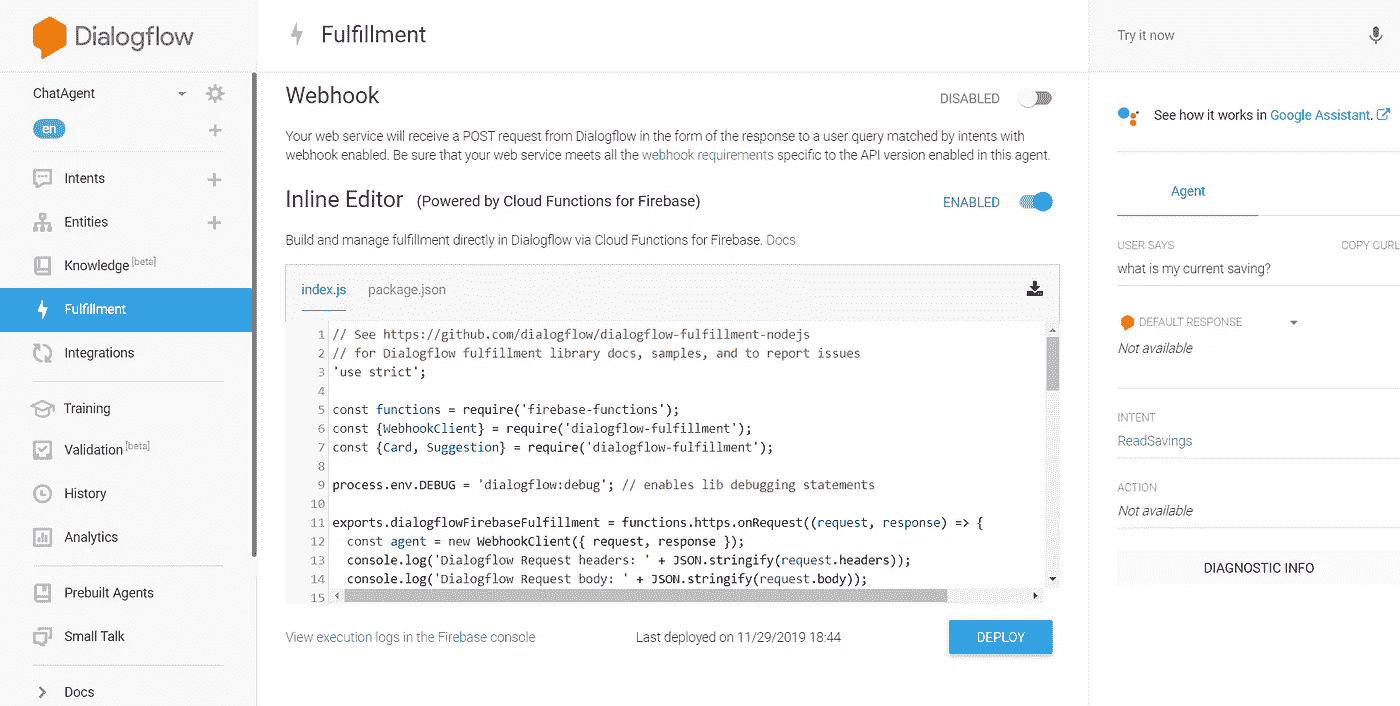 Dialogflow
ChatAgent
en
Intents
Entities
Knowledge [beta]
Fulfillment
Integrations
Training
Validation [beta]
History
Analytics
Prebuilt Agents
Small Talk
Docs
Fulfillment
Webhook
DISABLED
Your web service will receive a POST request from Dialogflow in the form of the response to a user query matched by intents with
webhook enabled. Be sure that your web service meets all the webhook requirements specific to the API version enabled in this agent.
Inline Editor (Powered by Cloud Functions for Firebase)
ENABLED
Build and manage fulfillment directly in Dialogflow via Cloud Functions for Firebase. Docs
index.js package.json
1 // See https://github.com/dialogflow/dialogflow-fulfillment-nodejs
2 // for Dialogflow fulfillment library docs, samples, and to report issues
3 'use strict';
4
5 const functions = require('firebase-functions');
6 const {WebhookClient} = require('dialogflow-fulfillment');
7 const {Card, Suggestion} = require('dialogflow-fulfillment');
8
9 process.env.DEBUG = 'dialogflow:debug'; // enables lib debugging statements
10
11 exports.dialogflowFirebaseFulfillment = functions.https.onRequest((request, response) => {
12 const agent = new WebhookClient({ request, response });
13 console.log('Dialogflow Request headers: ' + JSON.stringify(request.headers));
14 console.log('Dialogflow Request body: ' + JSON.stringify(request.body));
15
View execution logs in the Firebase console
Last deployed on 11/29/2019 18:44
DEPLOY
Try it now
See how it works in Google Assistant.
Agent
USER SAYS
COPY CURL
what is my current saving?
DEFAULT RESPONSE
Not available
INTENT
ReadSavings
ACTION
Not available
DIAGNOSTIC INFO